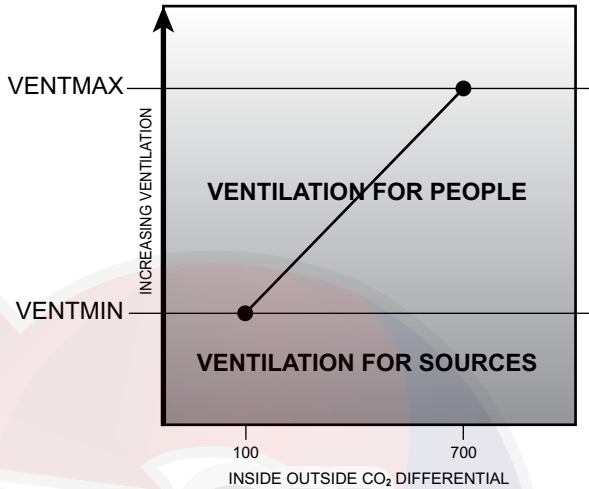 VENTMAX
INCREASING VENTILATION
VENTILATION FOR PEOPLE
VENTMIN
VENTILATION FOR SOURCES
100
700
INSIDE OUTSIDE CO₂ DIFFERENTIAL